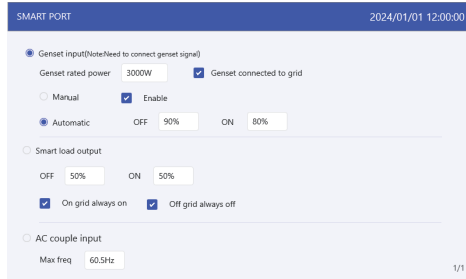 SMART PORT 2024/01/01 12:00:00
Genset input(Note:Need to connect genset signal)
Genset rated power 3000W Genset connected to grid
Manual Enable
Automatic OFF 90% ON 80%
Smart load output
OFF 50% ON 50%
On grid always on Off grid always off
AC couple input
Max freq 60.5Hz
1/1